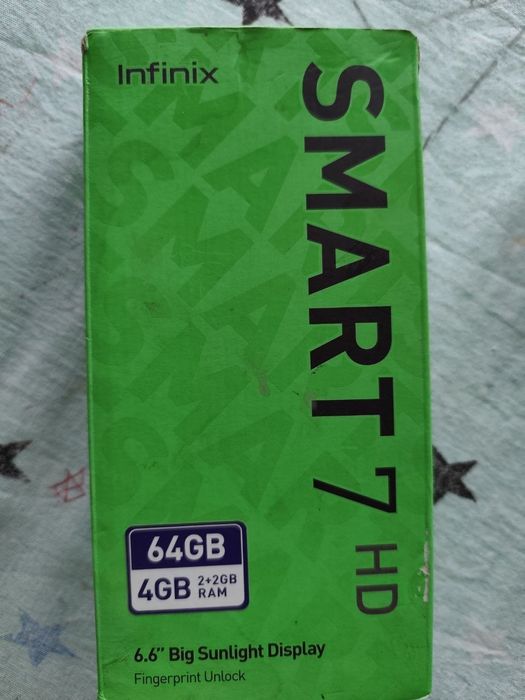 Infinix
SMART 7 HD
64GB
4GB 2+2GB RAM
6.6” Big Sunlight Display
Fingerprint Unlock